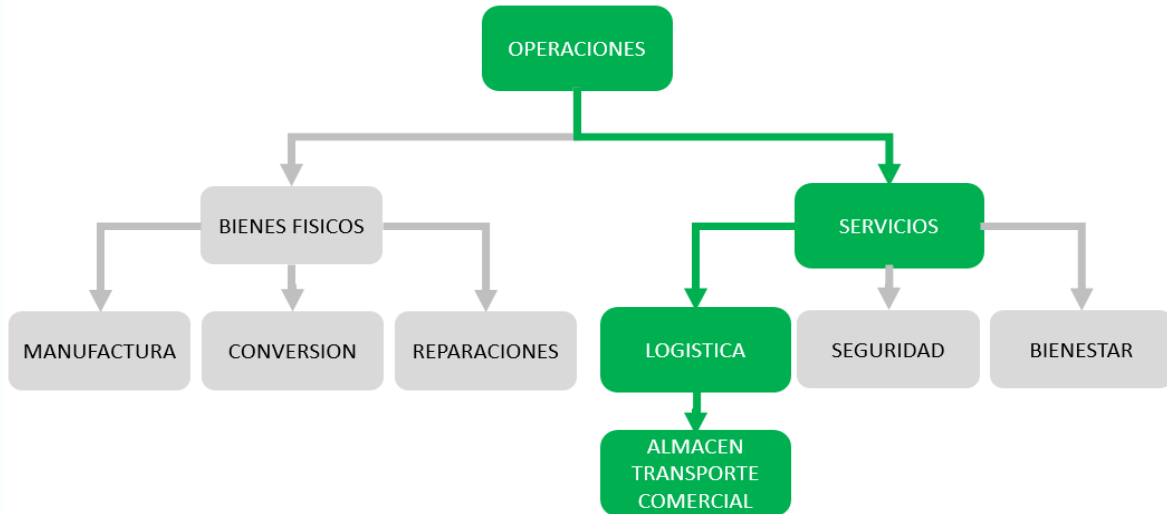 OPERACIONES
BIENES FISICOS
SERVICIOS
MANUFACTURA
CONVERSION
REPARACIONES
LOGISTICA
SEGURIDAD
BIENESTAR
ALMACEN
TRANSPORTE
COMERCIAL